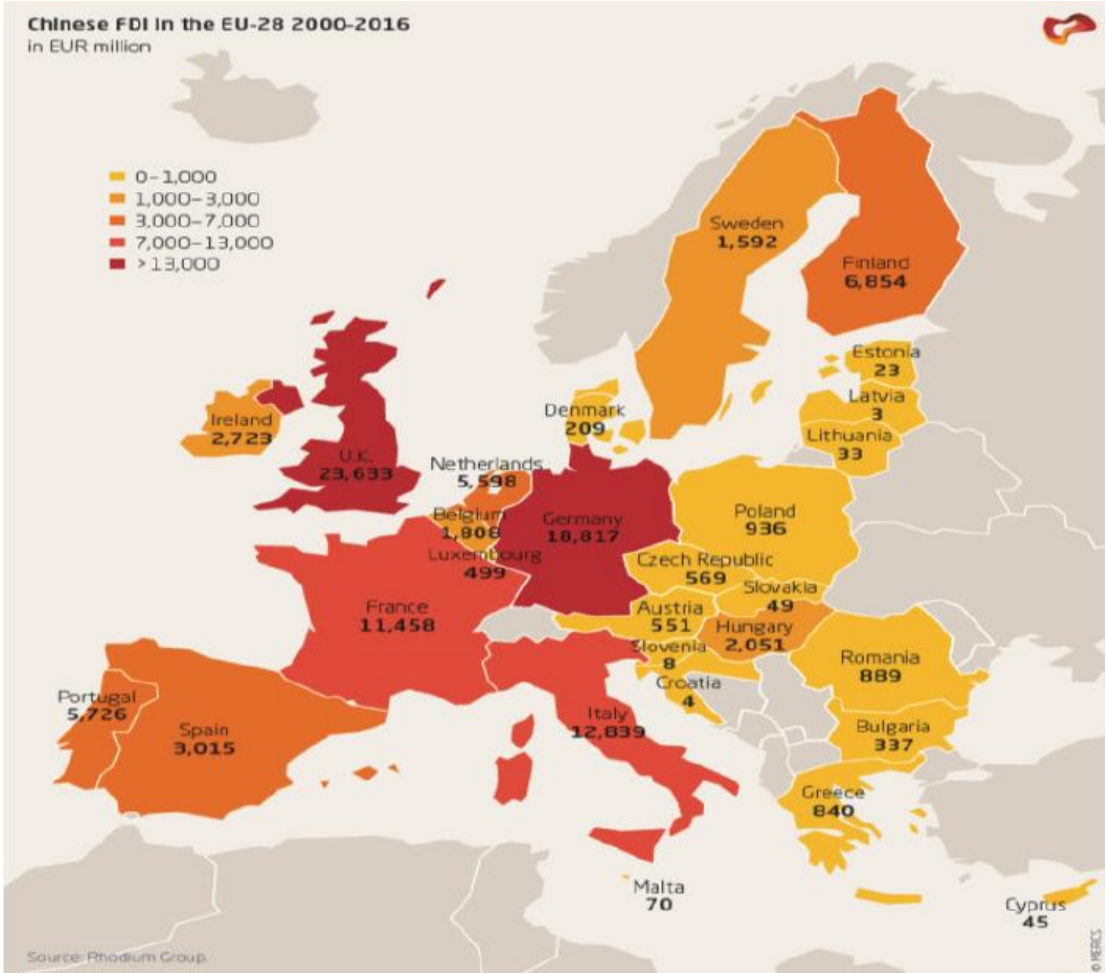 Chinese FDI in the EU-28 2000-2016
in EUR million
0-1,000
1,000-3,000
3,000-7,000
7,000-13,000
>13,000
Sweden
1,592
Finland
6,854
Estonia
23
Latvia
3
Lithuania
33
Denmark
209
Ireland
2,723
U.K.
23,633
Netherlands
5,598
Belgium
1,808
Luxembourg
499
Germany
18,817
Poland
936
Czech Republic
569
Slovakia
49
Austria
551
Hungary
2,051
Slovenia
8
Croatia
4
Romania
889
Bulgaria
337
France
11,458
Portugal
5,726
Spain
3,015
Italy
12,839
Greece
840
Malta
70
Cyprus
45
Source: Rhodium Group.
© MERICS